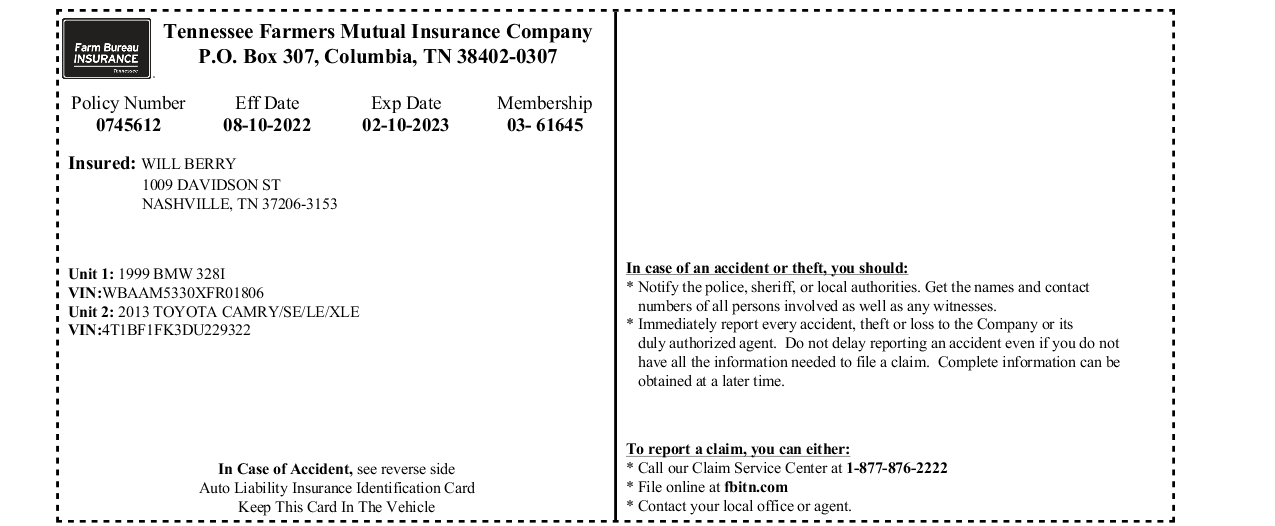 Farm Bureau
INSURANCE
Tennessee
Tennessee Farmers Mutual Insurance Company
P.O. Box 307, Columbia, TN 38402-0307
Policy Number Eff Date Exp Date Membership
0745612 08-10-2022 02-10-2023 03- 61645
Insured: WILL BERRY
1009 DAVIDSON ST
NASHVILLE, TN 37206-3153
Unit 1: 1999 BMW 328I
VIN:WBAAM5330XFR01806
Unit 2: 2013 TOYOTA CAMRY/SE/LE/XLE
VIN:4T1BF1FK3DU229322
In Case of Accident, see reverse side
Auto Liability Insurance Identification Card
Keep This Card In The Vehicle
In case of an accident or theft, you should:
* Notify the police, sheriff, or local authorities. Get the names and contact
numbers of all persons involved as well as any witnesses.
* Immediately report every accident, theft or loss to the Company or its
duly authorized agent. Do not delay reporting an accident even if you do not
have all the information needed to file a claim. Complete information can be
obtained at a later time.
To report a claim, you can either:
* Call our Claim Service Center at 1-877-876-2222
* File online at fbitn.com
* Contact your local office or agent.